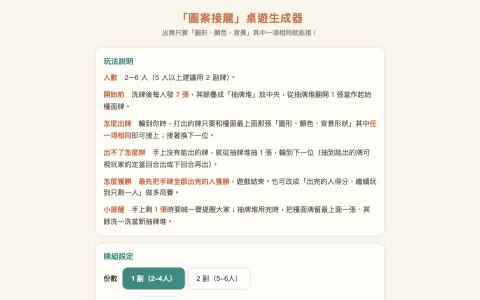 「圖案接龍」桌遊生成器
出牌只要「圖形、顏色、背景」其中一項相同就能接！
玩法說明
人數　2–6 人（5 人以上建議用 2 副牌）。
開始前　洗牌後每人發 7 張，其餘疊成「抽牌堆」放中央，從抽牌堆翻開 1 張當作起始
檯面牌。
怎麼出牌　輪到你時，打出的牌只要和檯面最上面那張「圖形、顏色、背景形狀」其中任
一項相同即可接上；接著換下一位。
出不了怎麼辦　手上沒有能出的牌，就從抽牌堆抽 1 張，輪到下一位（抽到能出的牌可
視玩家約定當回合出或下回合再出）。
怎麼獲勝　最先把手牌全部出完的人獲勝，遊戲結束。也可改成「出完的人得分、繼續玩
到只剩一人」做多局賽。
小提醒　手上剩 1 張時要喊一聲提醒大家；抽牌堆用完時，把檯面牌留最上面一張、其
餘洗一洗當新抽牌堆。
牌組設定
份數　1 副（2–4人）　2 副（5–6人）